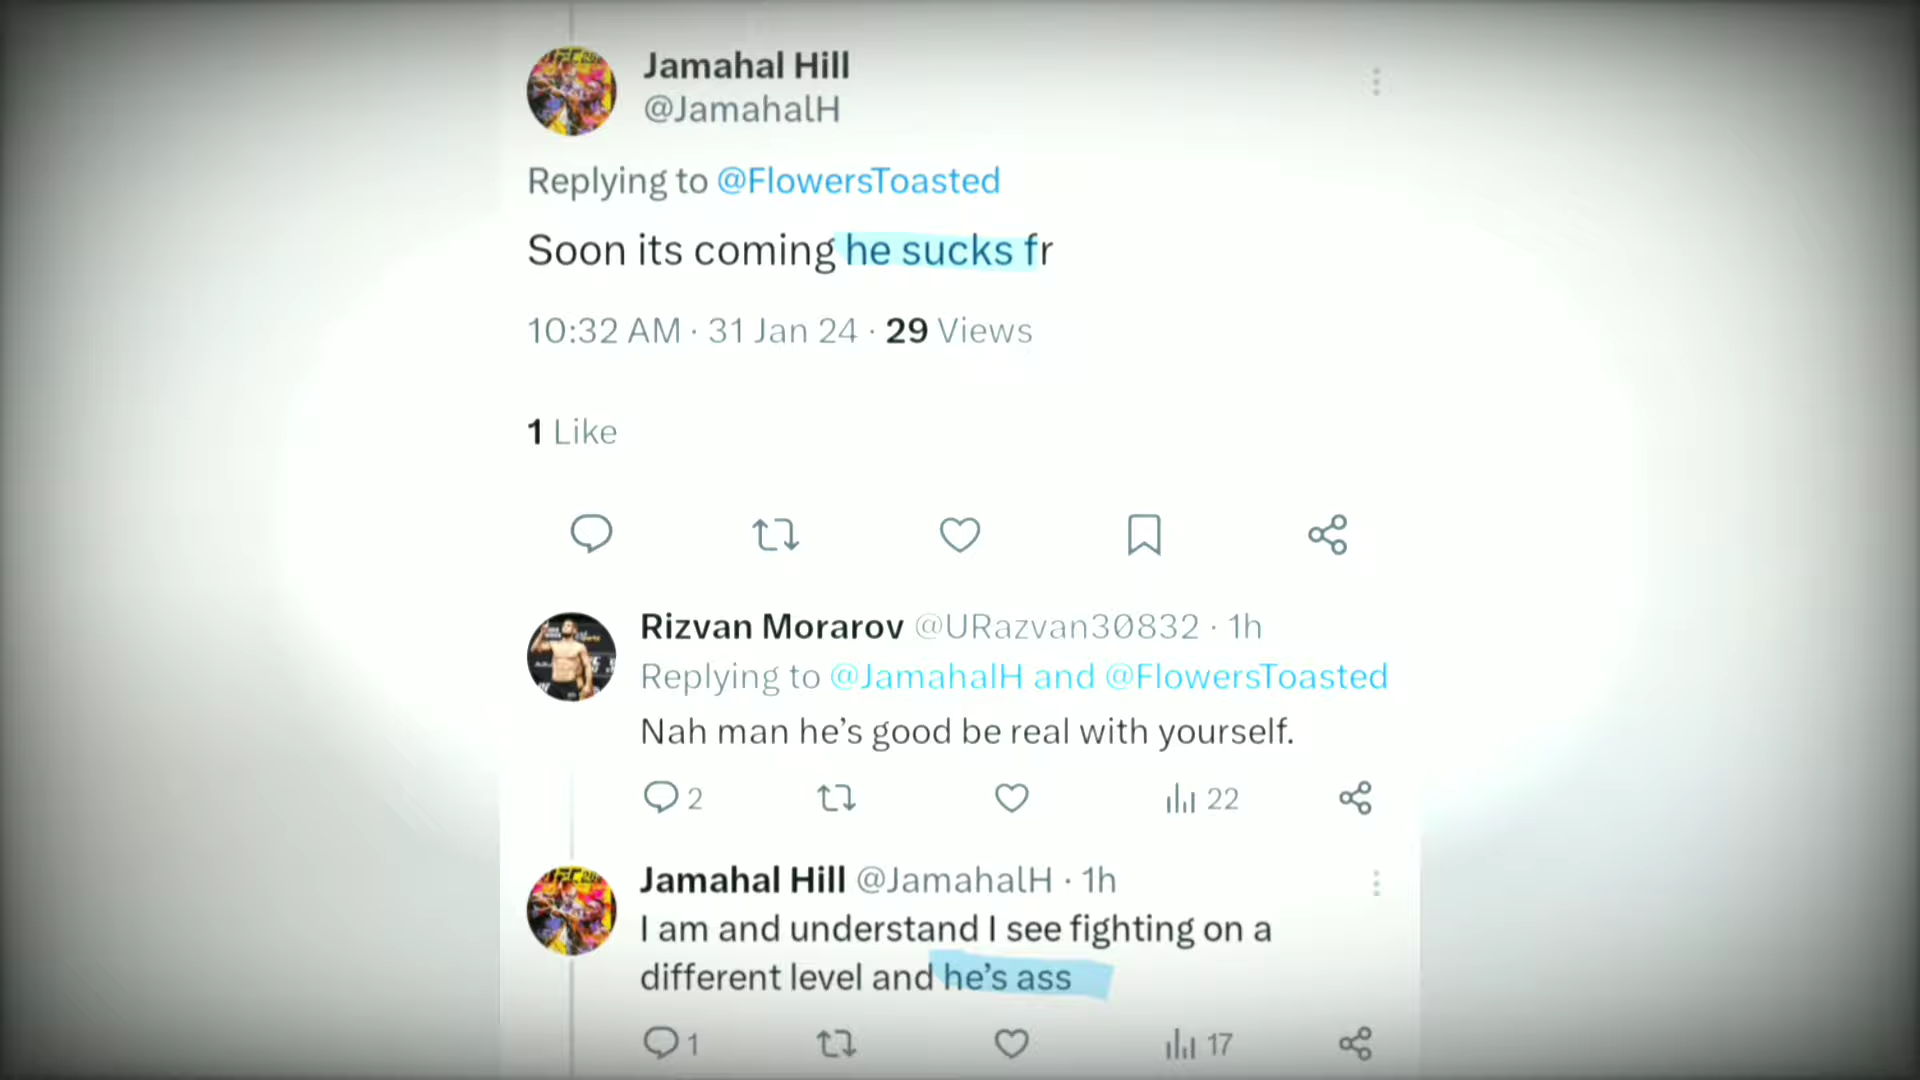 Jamahal Hill
@JamahalH
Replying to @FlowersToasted
Soon its coming he sucks fr
10:32 AM · 31 Jan 24 · 29 Views
1 Like
Rizvan Morarov @URazvan30832 · 1h
Replying to @JamahalH and @FlowersToasted
Nah man he’s good be real with yourself.
2 22
Jamahal Hill @JamahalH · 1h
I am and understand I see fighting on a
different level and he’s ass
1 17